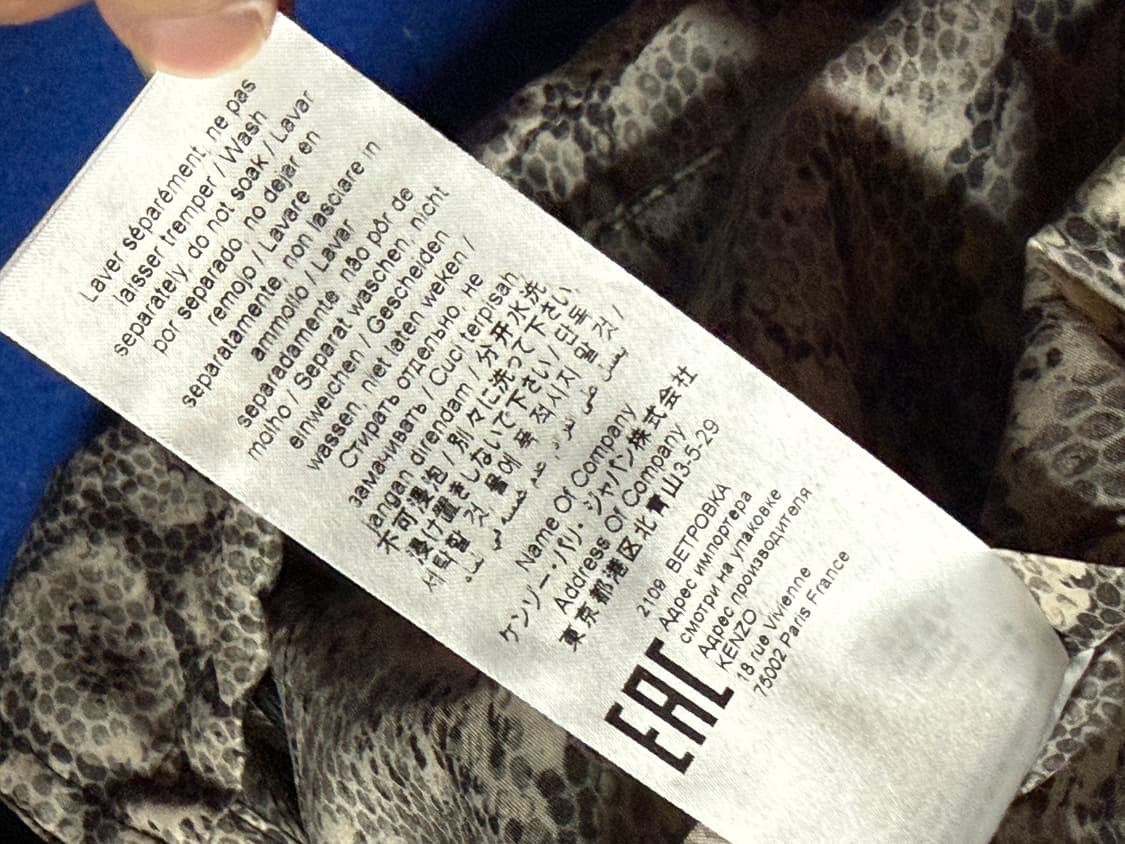 Laver séparément, ne pas
laisser tremper / Wash
separately, do not soak / Lavar
por separado, no dejar en
remojo / Lavare
separatamente, non lasciare in
ammollo / Lavar
separadamente, não pôr de
molho / Separat waschen, nicht
einweichen / Gescheiden
wassen, niet laten weken /
Стирать отдельно, не
замачивать / Cuci terpisah,
jangan direndam / 分开水洗,
不可浸泡 / 別々に洗って下さい,
浸け置きしないで下さい / 단독
세탁할 것, 물에 푹 적시지 말 것 /
Name Of Company
ケンゾー・パリ・ジャパン株式会社
Address Of Company
東京都港区北青山3-5-29
2109 ВЕТРОВКА
Адрес импортера
смотри на упаковке
Адрес производителя
KENZO
18 rue Vivienne
75002 Paris France
EAC